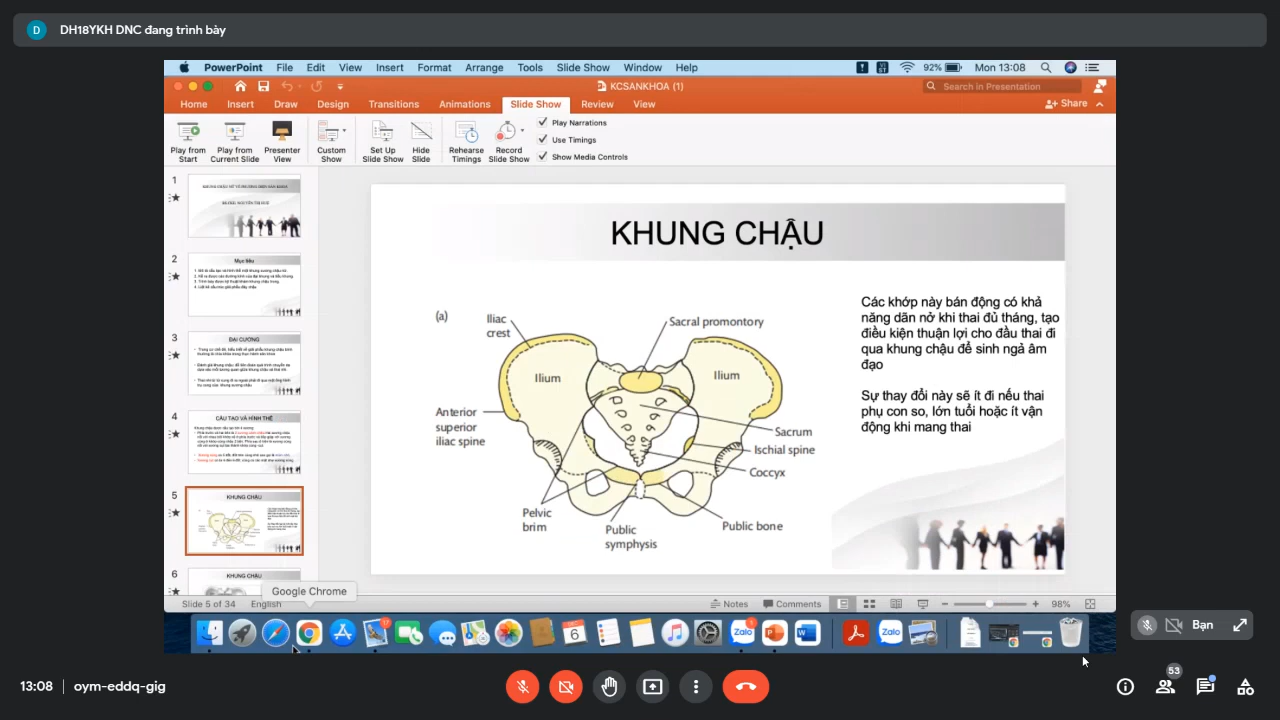 D
DH18YKH DNC đang trình bày
PowerPoint File Edit View Insert Format Arrange Tools Slide Show Window Help
92% Mon 13:08
KCSANKHOA (1)
Search in Presentation
Home Insert Draw Design Transitions Animations Slide Show Review View
Share
Play from Start
Play from Current Slide
Presenter View
Custom Show
Set Up Slide Show
Hide Slide
Rehearse Timings
Record Slide Show
Play Narrations
Use Timings
Show Media Controls
1
2
Mục tiêu
3
ĐẠI CƯƠNG
4
CẤU TẠO VÀ HÌNH THỂ
5
KHUNG CHẬU
6
KHUNG CHẬU
KHUNG CHẬU
(a)
Iliac
crest
Sacral promontory
Ilium
Ilium
Anterior
superior
iliac spine
Sacrum
Ischial spine
Coccyx
Pelvic
brim
Public
symphysis
Public bone
Các khớp này bán động có khả
năng dãn nở khi thai đủ tháng, tạo
điều kiện thuận lợi cho đầu thai đi
qua khung chậu để sinh ngả âm
đạo
Sự thay đổi này sẽ ít đi nếu thai
phụ con so, lớn tuổi hoặc ít vận
động khi mang thai
Google Chrome
Slide 5 of 34 English
Notes Comments
98%
6
Zalo
Zalo
Bạn
13:08 oym-eddq-gig
53